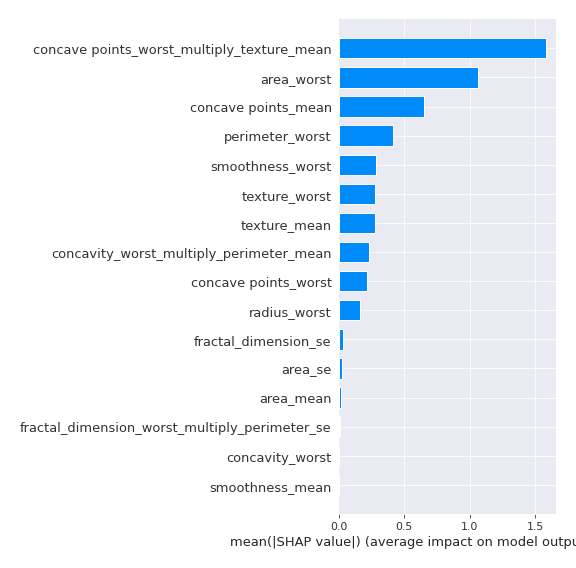 concave points_worst_multiply_texture_mean
area_worst
concave points_mean
perimeter_worst
smoothness_worst
texture_worst
texture_mean
concavity_worst_multiply_perimeter_mean
concave points_worst
radius_worst
fractal_dimension_se
area_se
area_mean
fractal_dimension_worst_multiply_perimeter_se
concavity_worst
smoothness_mean
0.0 0.5 1.0 1.5
mean(|SHAP value|) (average impact on model outpu